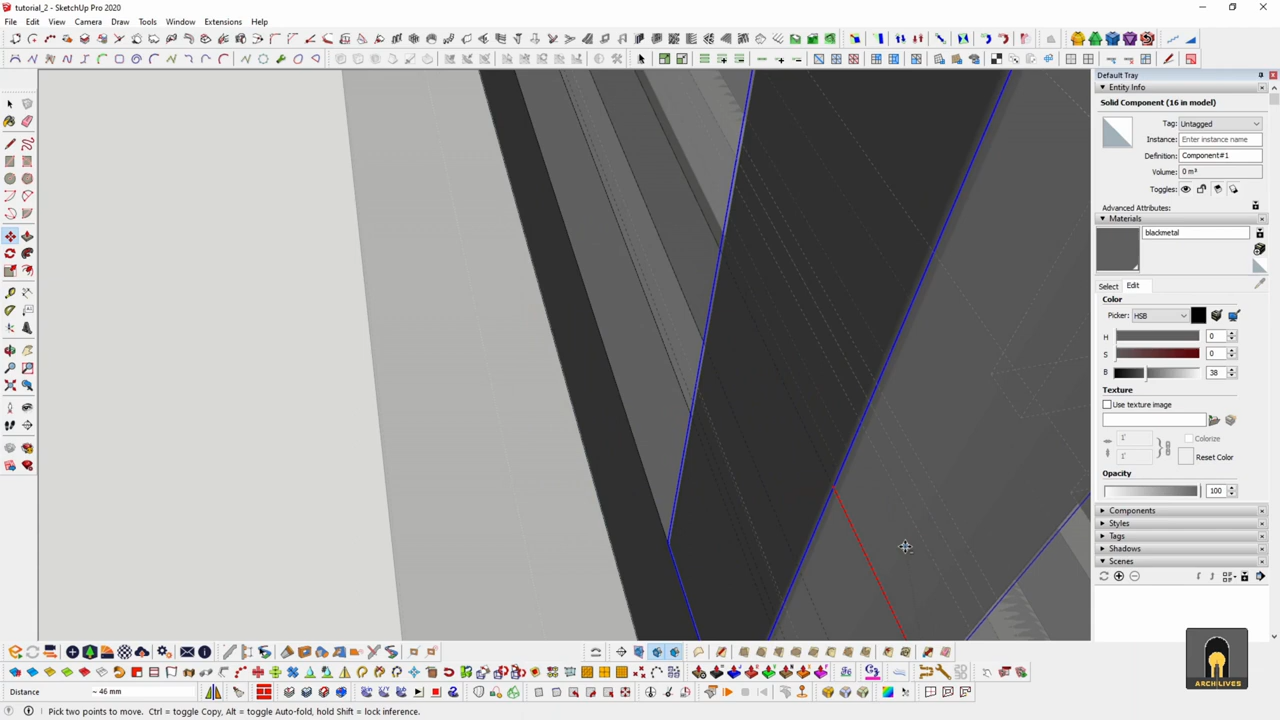 tutorial_2 - SketchUp Pro 2020
File Edit View Camera Draw Tools Window Extensions Help
Default Tray
Entity Info
Solid Component (16 in model)
Tag: Untagged
Instance: Enter instance name
Definition: Component#1
Volume: 0 m³
Toggles:
Advanced Attributes:
Materials
blackmetal
Select Edit
Color
Picker: HSB
H 0
S 0
B 38
Texture
Use texture image
1' Colorize
1' Reset Color
Opacity
100
Components
Styles
Tags
Shadows
Scenes
ARCHILIVES
Distance ~ 46 mm
Pick two points to move. Ctrl = toggle Copy, Alt = toggle Auto-fold, hold Shift = lock inference.